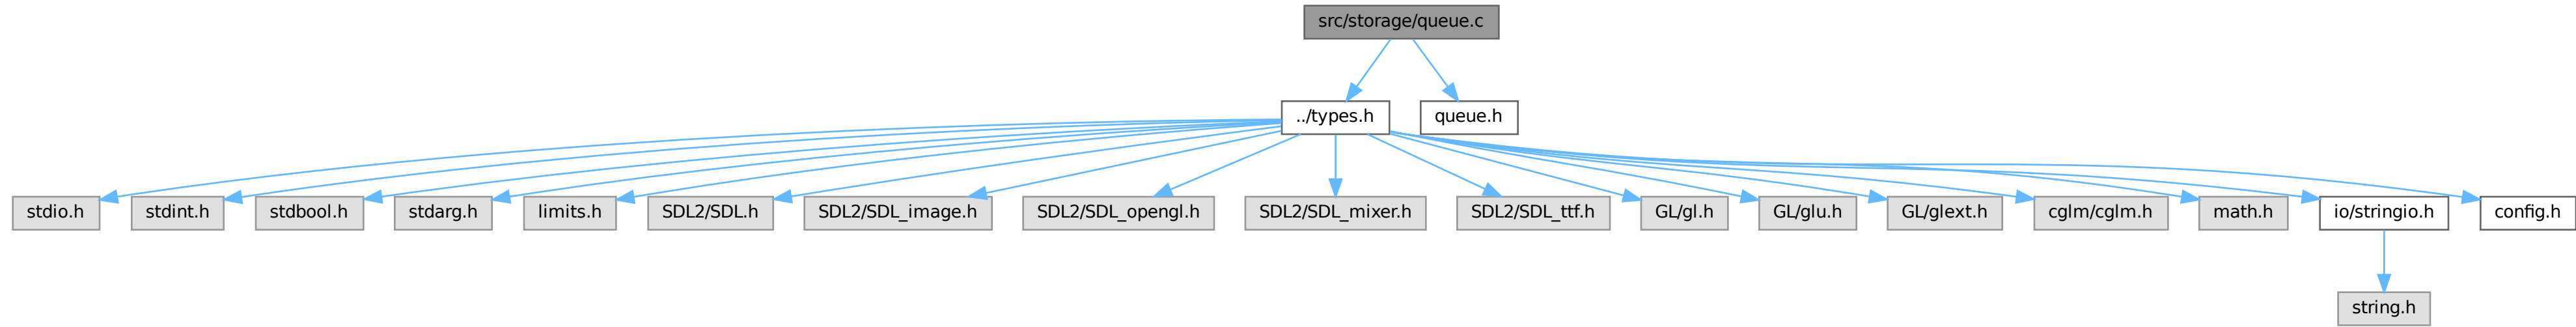 src/storage/queue.c
../types.h
queue.h
stdio.h
stdint.h
stdbool.h
stdarg.h
limits.h
SDL2/SDL.h
SDL2/SDL_image.h
SDL2/SDL_opengl.h
SDL2/SDL_mixer.h
SDL2/SDL_ttf.h
GL/gl.h
GL/glu.h
GL/glext.h
cglm/cglm.h
math.h
io/stringio.h
config.h
string.h